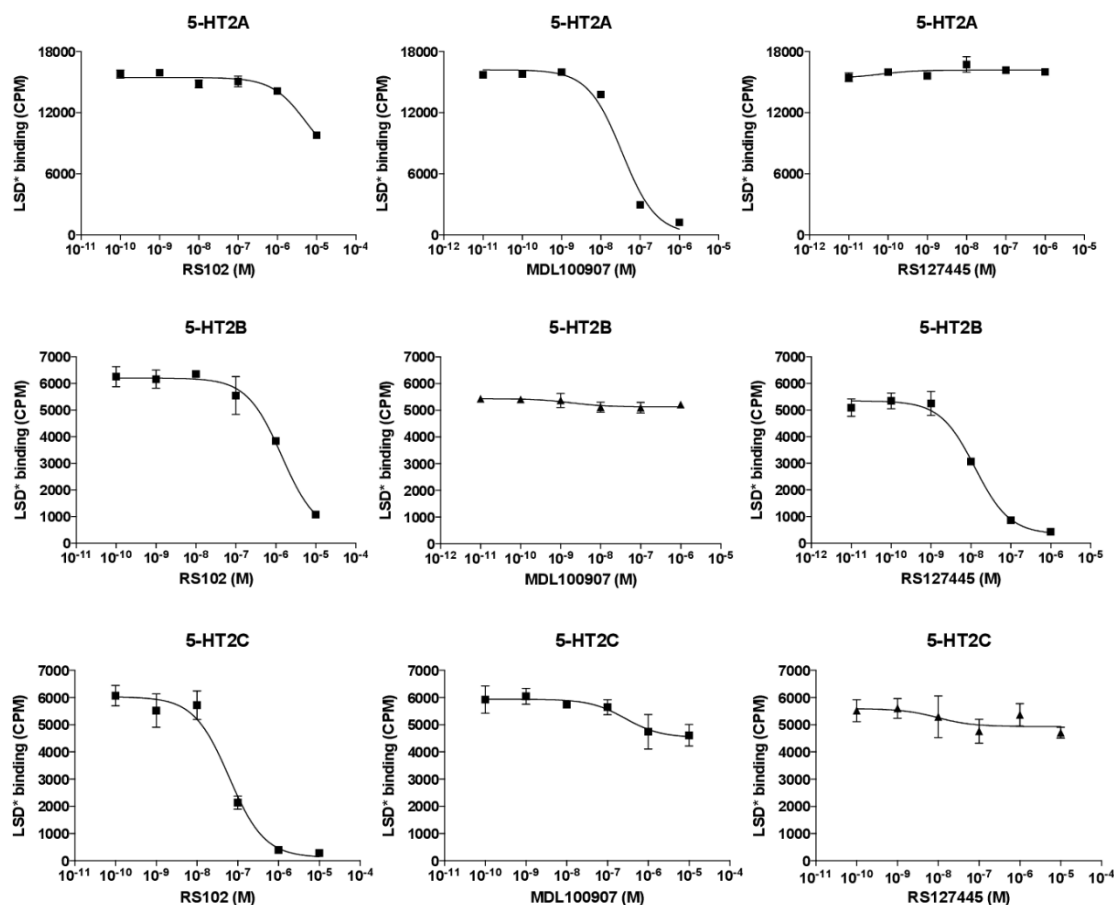 5-HT2A 5-HT2A 5-HT2A
LSD* binding (CPM) LSD* binding (CPM) LSD* binding (CPM)
18000 18000 18000
12000 12000 12000
6000 6000 6000
0 0 0
10⁻¹¹ 10⁻¹⁰ 10⁻⁹ 10⁻⁸ 10⁻⁷ 10⁻⁶ 10⁻⁵ 10⁻⁴ 10⁻¹² 10⁻¹¹ 10⁻¹⁰ 10⁻⁹ 10⁻⁸ 10⁻⁷ 10⁻⁶ 10⁻⁵ 10⁻¹² 10⁻¹¹ 10⁻¹⁰ 10⁻⁹ 10⁻⁸ 10⁻⁷ 10⁻⁶ 10⁻⁵
RS102 (M) MDL100907 (M) RS127445 (M)
5-HT2B 5-HT2B 5-HT2B
LSD* binding (CPM) LSD* binding (CPM) LSD* binding (CPM)
7000 7000 7000
6000 6000 6000
5000 5000 5000
4000 4000 4000
3000 3000 3000
2000 2000 2000
1000 1000 1000
0 0 0
10⁻¹¹ 10⁻¹⁰ 10⁻⁹ 10⁻⁸ 10⁻⁷ 10⁻⁶ 10⁻⁵ 10⁻⁴ 10⁻¹² 10⁻¹¹ 10⁻¹⁰ 10⁻⁹ 10⁻⁸ 10⁻⁷ 10⁻⁶ 10⁻⁵ 10⁻¹² 10⁻¹¹ 10⁻¹⁰ 10⁻⁹ 10⁻⁸ 10⁻⁷ 10⁻⁶ 10⁻⁵
RS102 (M) MDL100907 (M) RS127445 (M)
5-HT2C 5-HT2C 5-HT2C
LSD* binding (CPM) LSD* binding (CPM) LSD* binding (CPM)
7000 7000 7000
6000 6000 6000
5000 5000 5000
4000 4000 4000
3000 3000 3000
2000 2000 2000
1000 1000 1000
0 0 0
10⁻¹¹ 10⁻¹⁰ 10⁻⁹ 10⁻⁸ 10⁻⁷ 10⁻⁶ 10⁻⁵ 10⁻⁴ 10⁻¹¹ 10⁻¹⁰ 10⁻⁹ 10⁻⁸ 10⁻⁷ 10⁻⁶ 10⁻⁵ 10⁻⁴ 10⁻¹¹ 10⁻¹⁰ 10⁻⁹ 10⁻⁸ 10⁻⁷ 10⁻⁶ 10⁻⁵ 10⁻⁴
RS102 (M) MDL100907 (M) RS127445 (M)